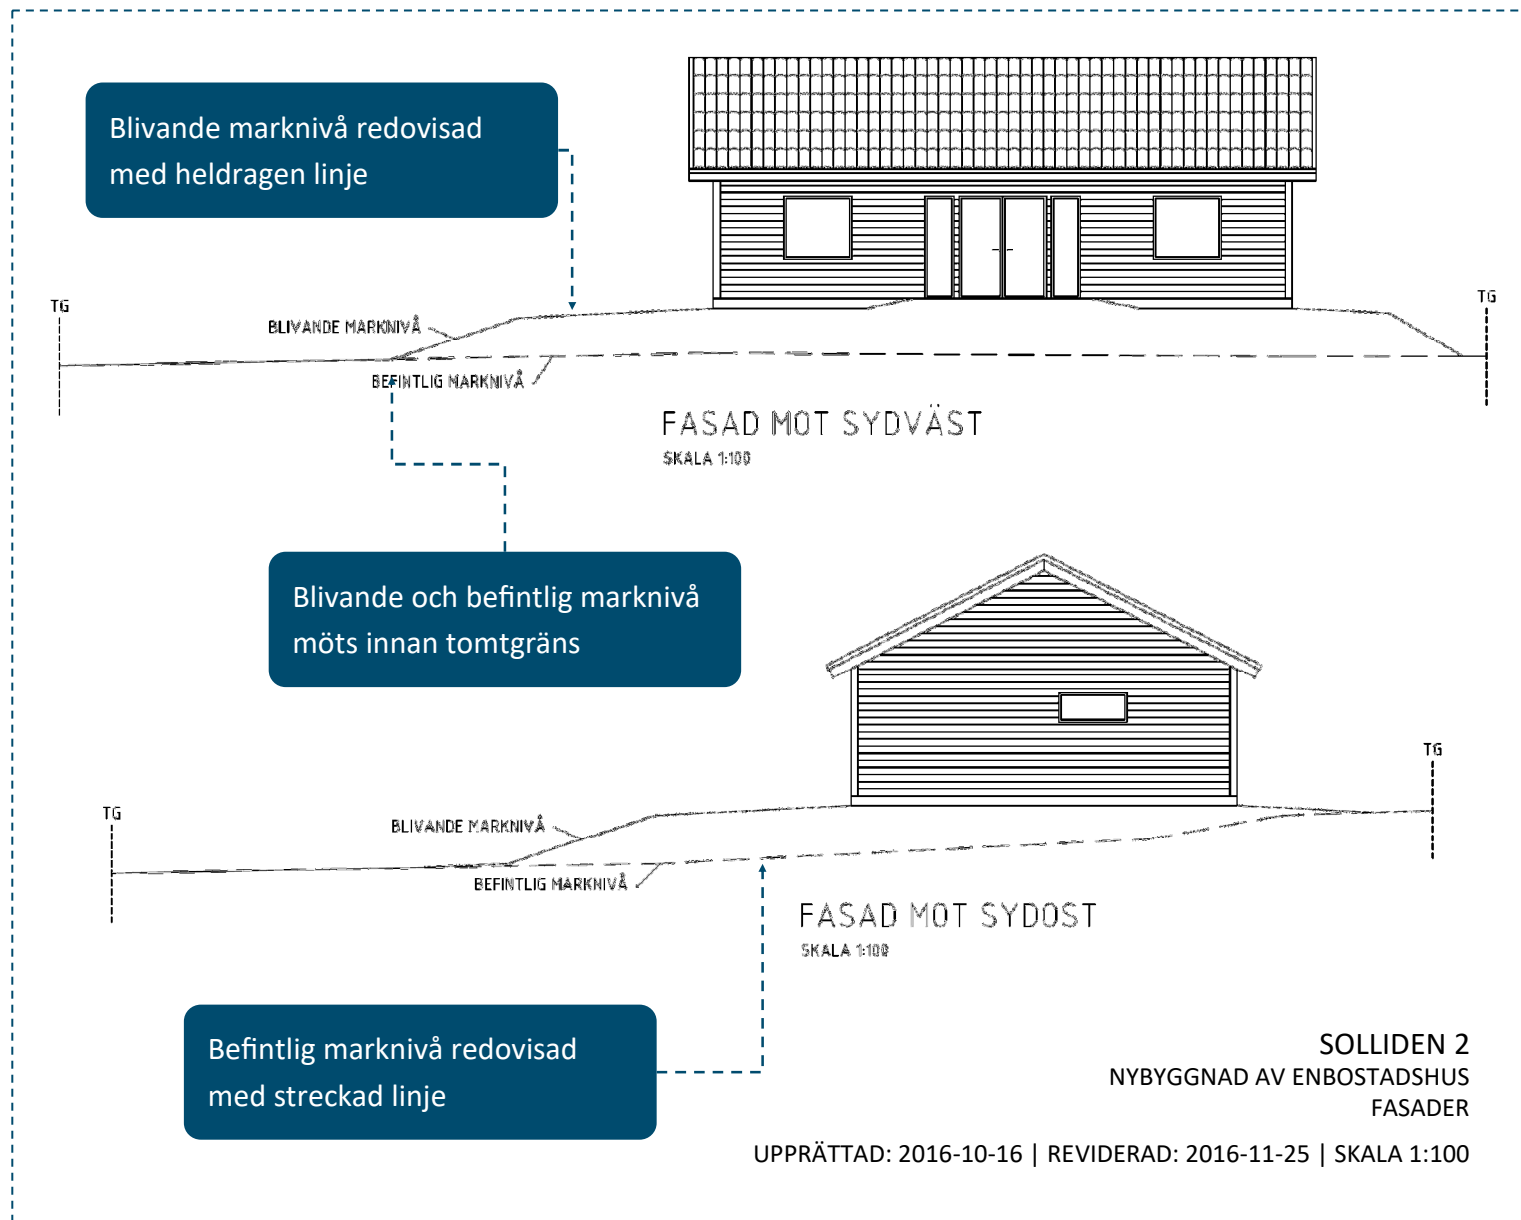 Blivande marknivå redovisad
med heldragen linje
TG
TG
BLIVANDE MARKNIVÅ
BEFINTLIG MARKNIVÅ
FASAD MOT SYDVÄST
SKALA 1:100
Blivande och befintlig marknivå
möts innan tomtgräns
TG
TG
BLIVANDE MARKNIVÅ
BEFINTLIG MARKNIVÅ
FASAD MOT SYDOST
SKALA 1:100
Befintlig marknivå redovisad
med streckad linje
SOLLIDEN 2
NYBYGGNAD AV ENBOSTADSHUS
FASADER
UPPRÄTTAD: 2016-10-16 | REVIDERAD: 2016-11-25 | SKALA 1:100